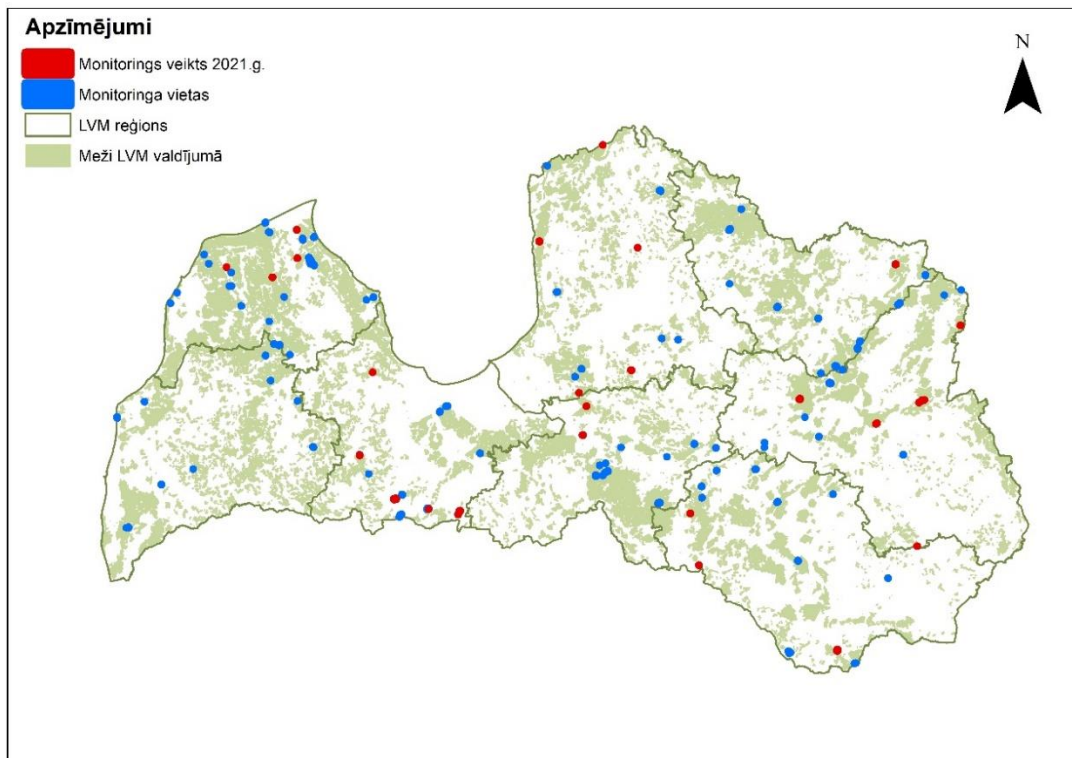 Apzīmējumi
Monitorings veikts 2021.g.
Monitoringa vietas
LVM reģions
Meži LVM valdījumā
N